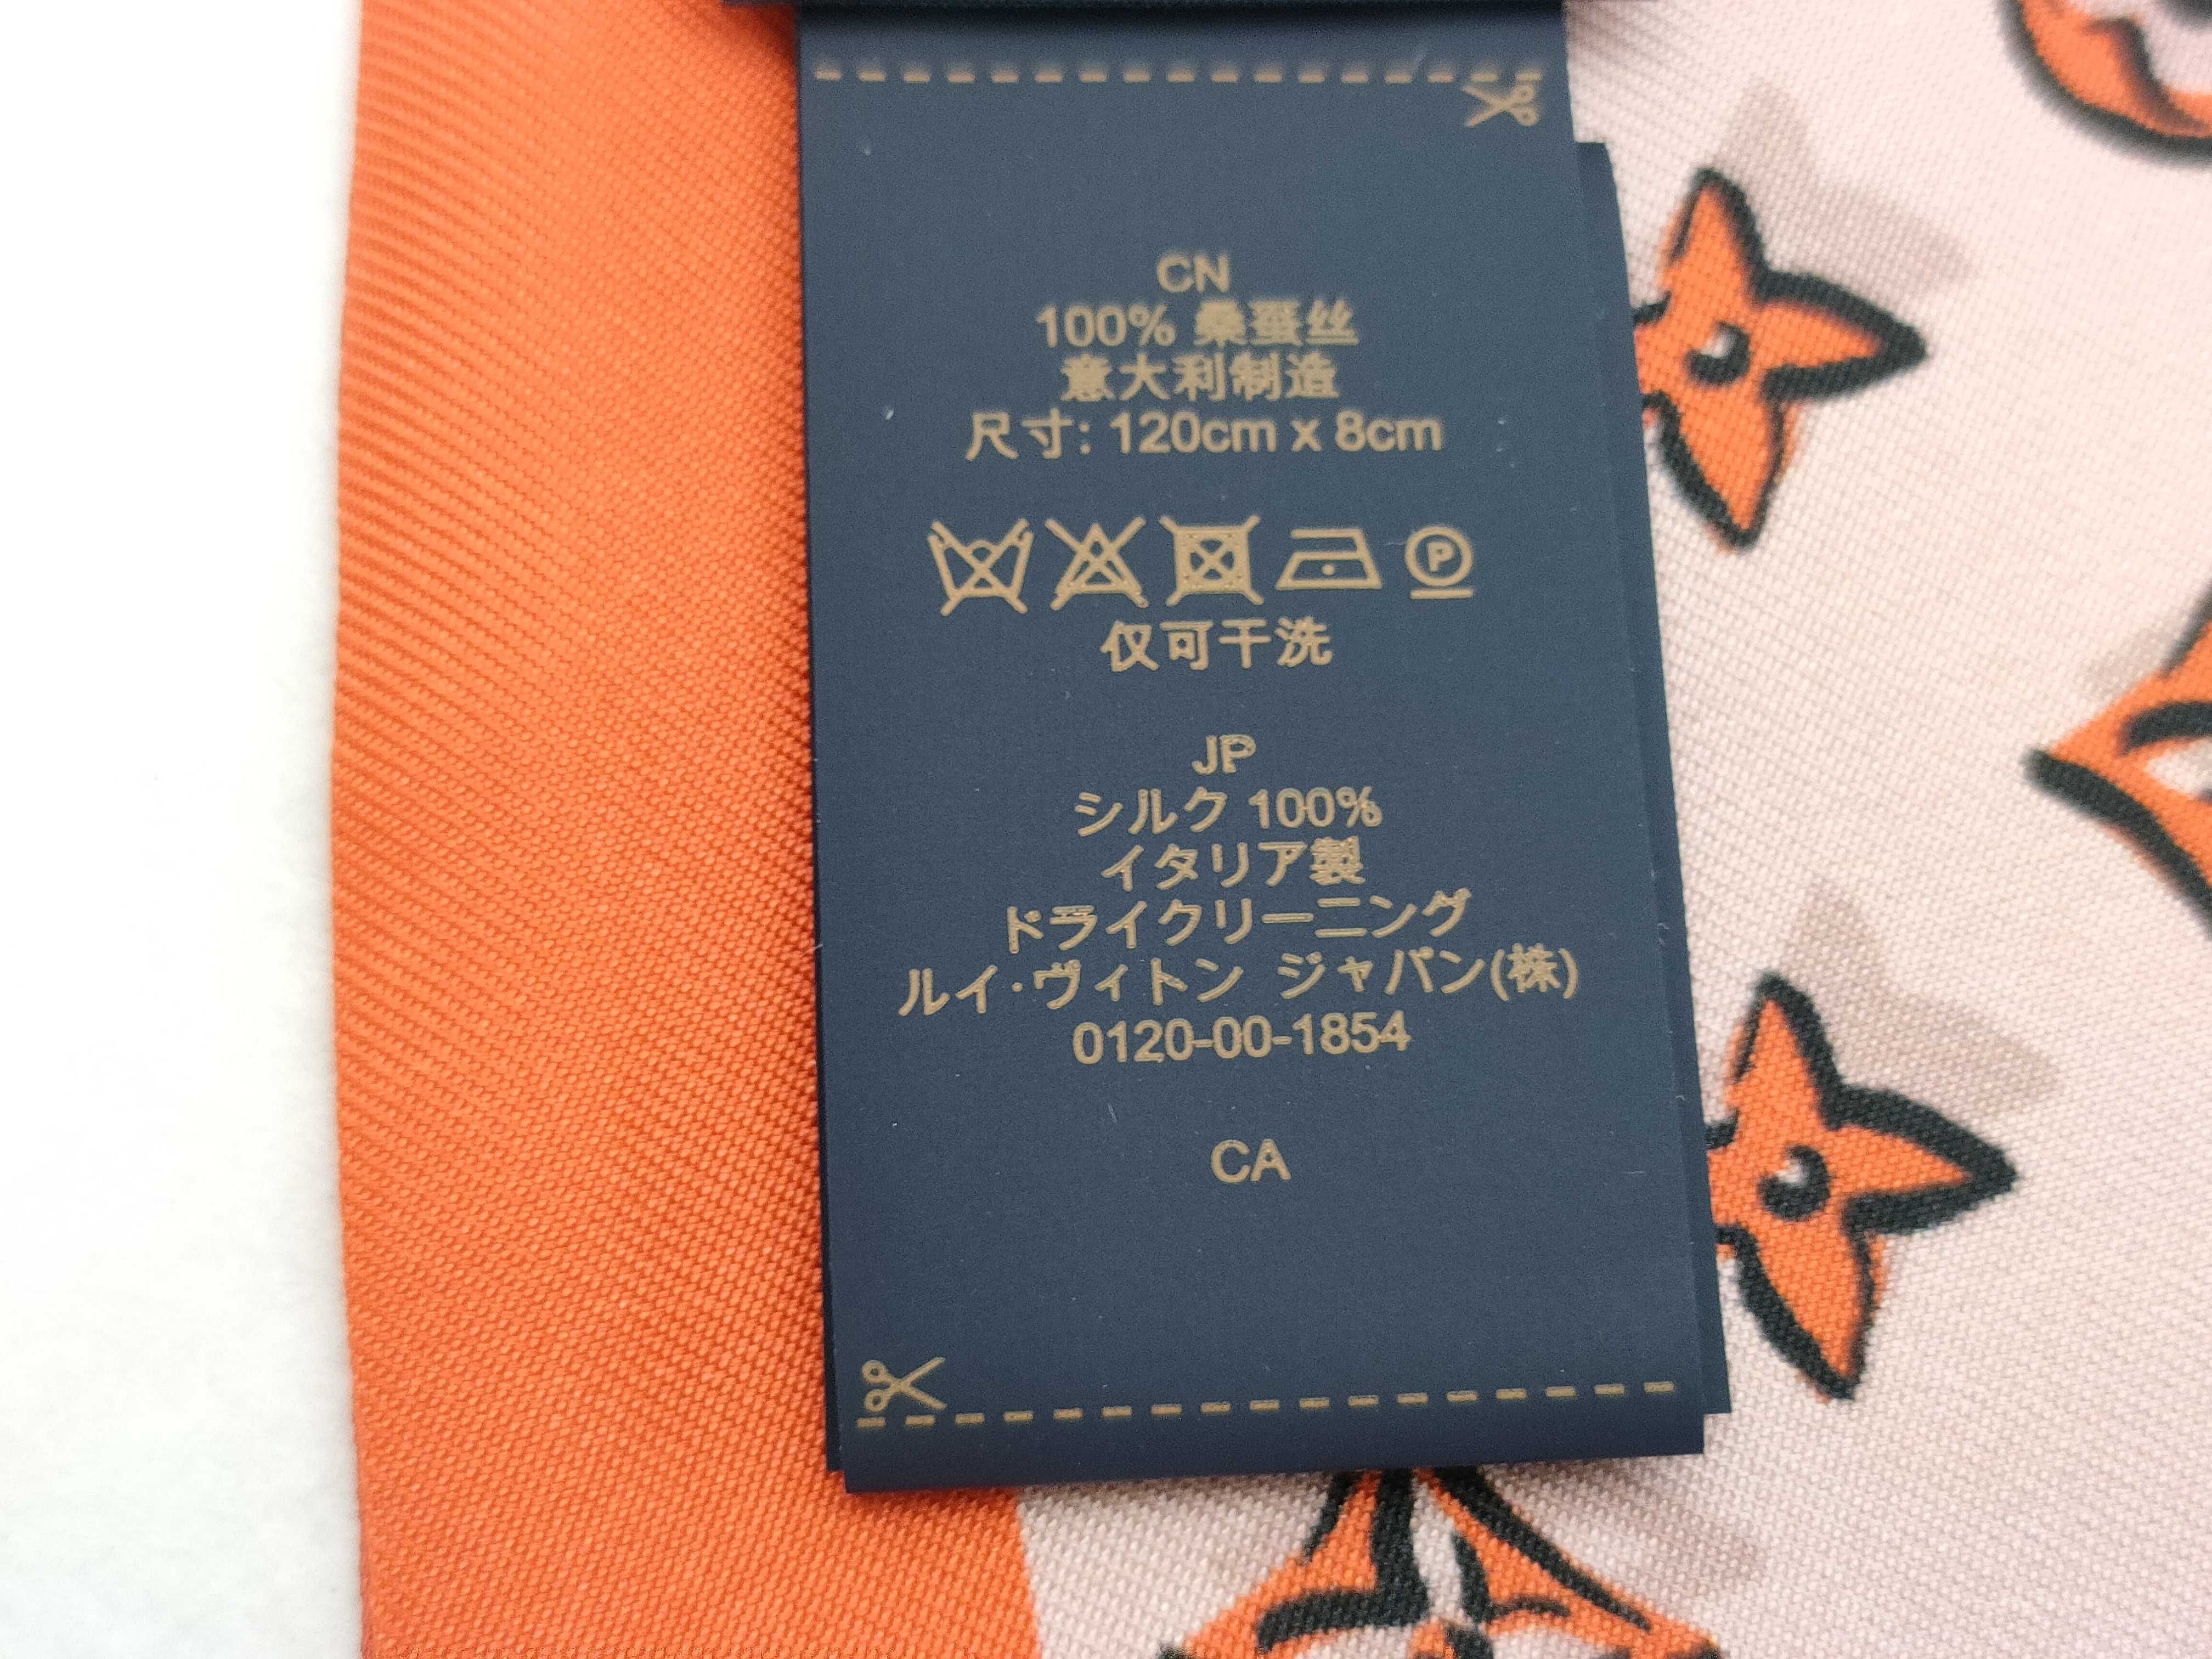 CN
100% 桑蚕丝
意大利制造
尺寸: 120cm x 8cm
P
仅可干洗
JP
シルク 100%
イタリア製
ドライクリーニング
ルイ·ヴィトン ジャパン(株)
0120-00-1854
CA